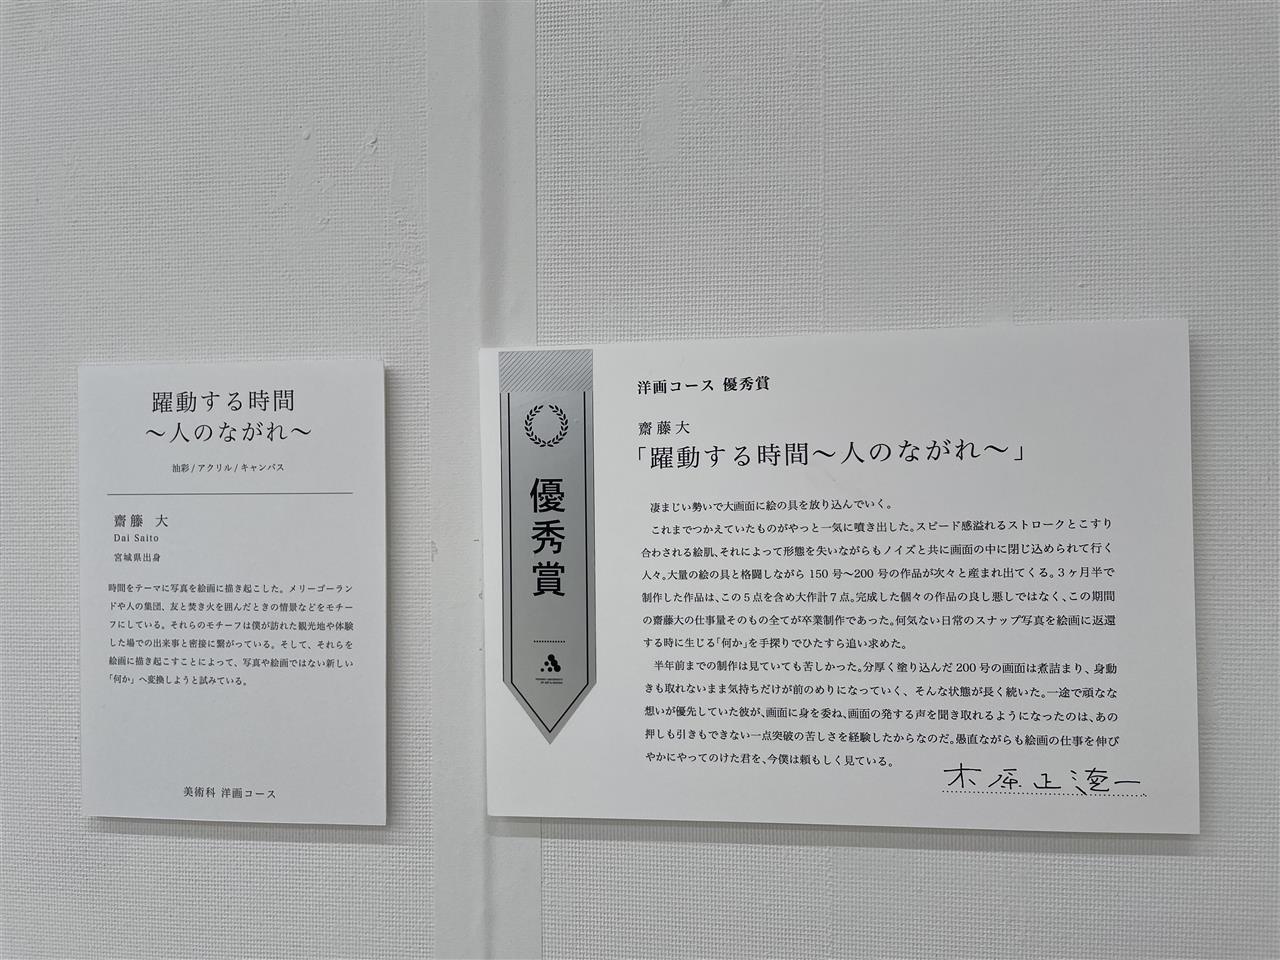 躍動する時間
～人のながれ～
油彩/アクリル/キャンバス
齋藤 大
Dai Saito
宮城県出身
時間をテーマに写真を絵画に描き起こした。メリーゴーラン
ドや人の集団、友と焚き火を囲んだときの情景などをモチー
フにしている。それらのモチーフは僕が訪れた観光地や体験
した場での出来事と密接に繋がっている。そして、それらを
絵画に描き起こすことによって、写真や絵画ではない新しい
「何か」へ変換しようと試みている。
美術科 洋画コース
優秀賞
洋画コース 優秀賞
齋藤大
「躍動する時間～人のながれ～」
凄まじい勢いで大画面に絵の具を放り込んでいく。
これまでつかえていたものがやっと一気に噴き出した。スピード感溢れるストロークとこすり
合わされる絵肌、それによって形態を失いながらもノイズと共に画面の中に閉じ込められて行く
人々。大量の絵の具と格闘しながら 150 号～200 号の作品が次々と産まれ出てくる。3ヶ月半で
制作した作品は、この5点を含め大作計7点。完成した個々の作品の良し悪しではなく、この期間
の齋藤大の仕事量そのもの全てが卒業制作であった。何気ない日常のスナップ写真を絵画に返還
する時に生じる「何か」を手探りでひたすら追い求めた。
半年前までの制作は見ていても苦しかった。分厚く塗り込んだ 200 号の画面は煮詰まり、身動
きも取れないまま気持ちだけが前のめりになっていく、そんな状態が長く続いた。一途で頑なな
想いが優先していた彼が、画面に身を委ね、画面の発する声を聞き取れるようになったのは、あの
押しも引きもできない一点突破の苦しさを経験したからなのだ。愚直ながらも絵画の仕事を伸び
やかにやってのけた君を、今僕は頼もしく見ている。
木原正徳